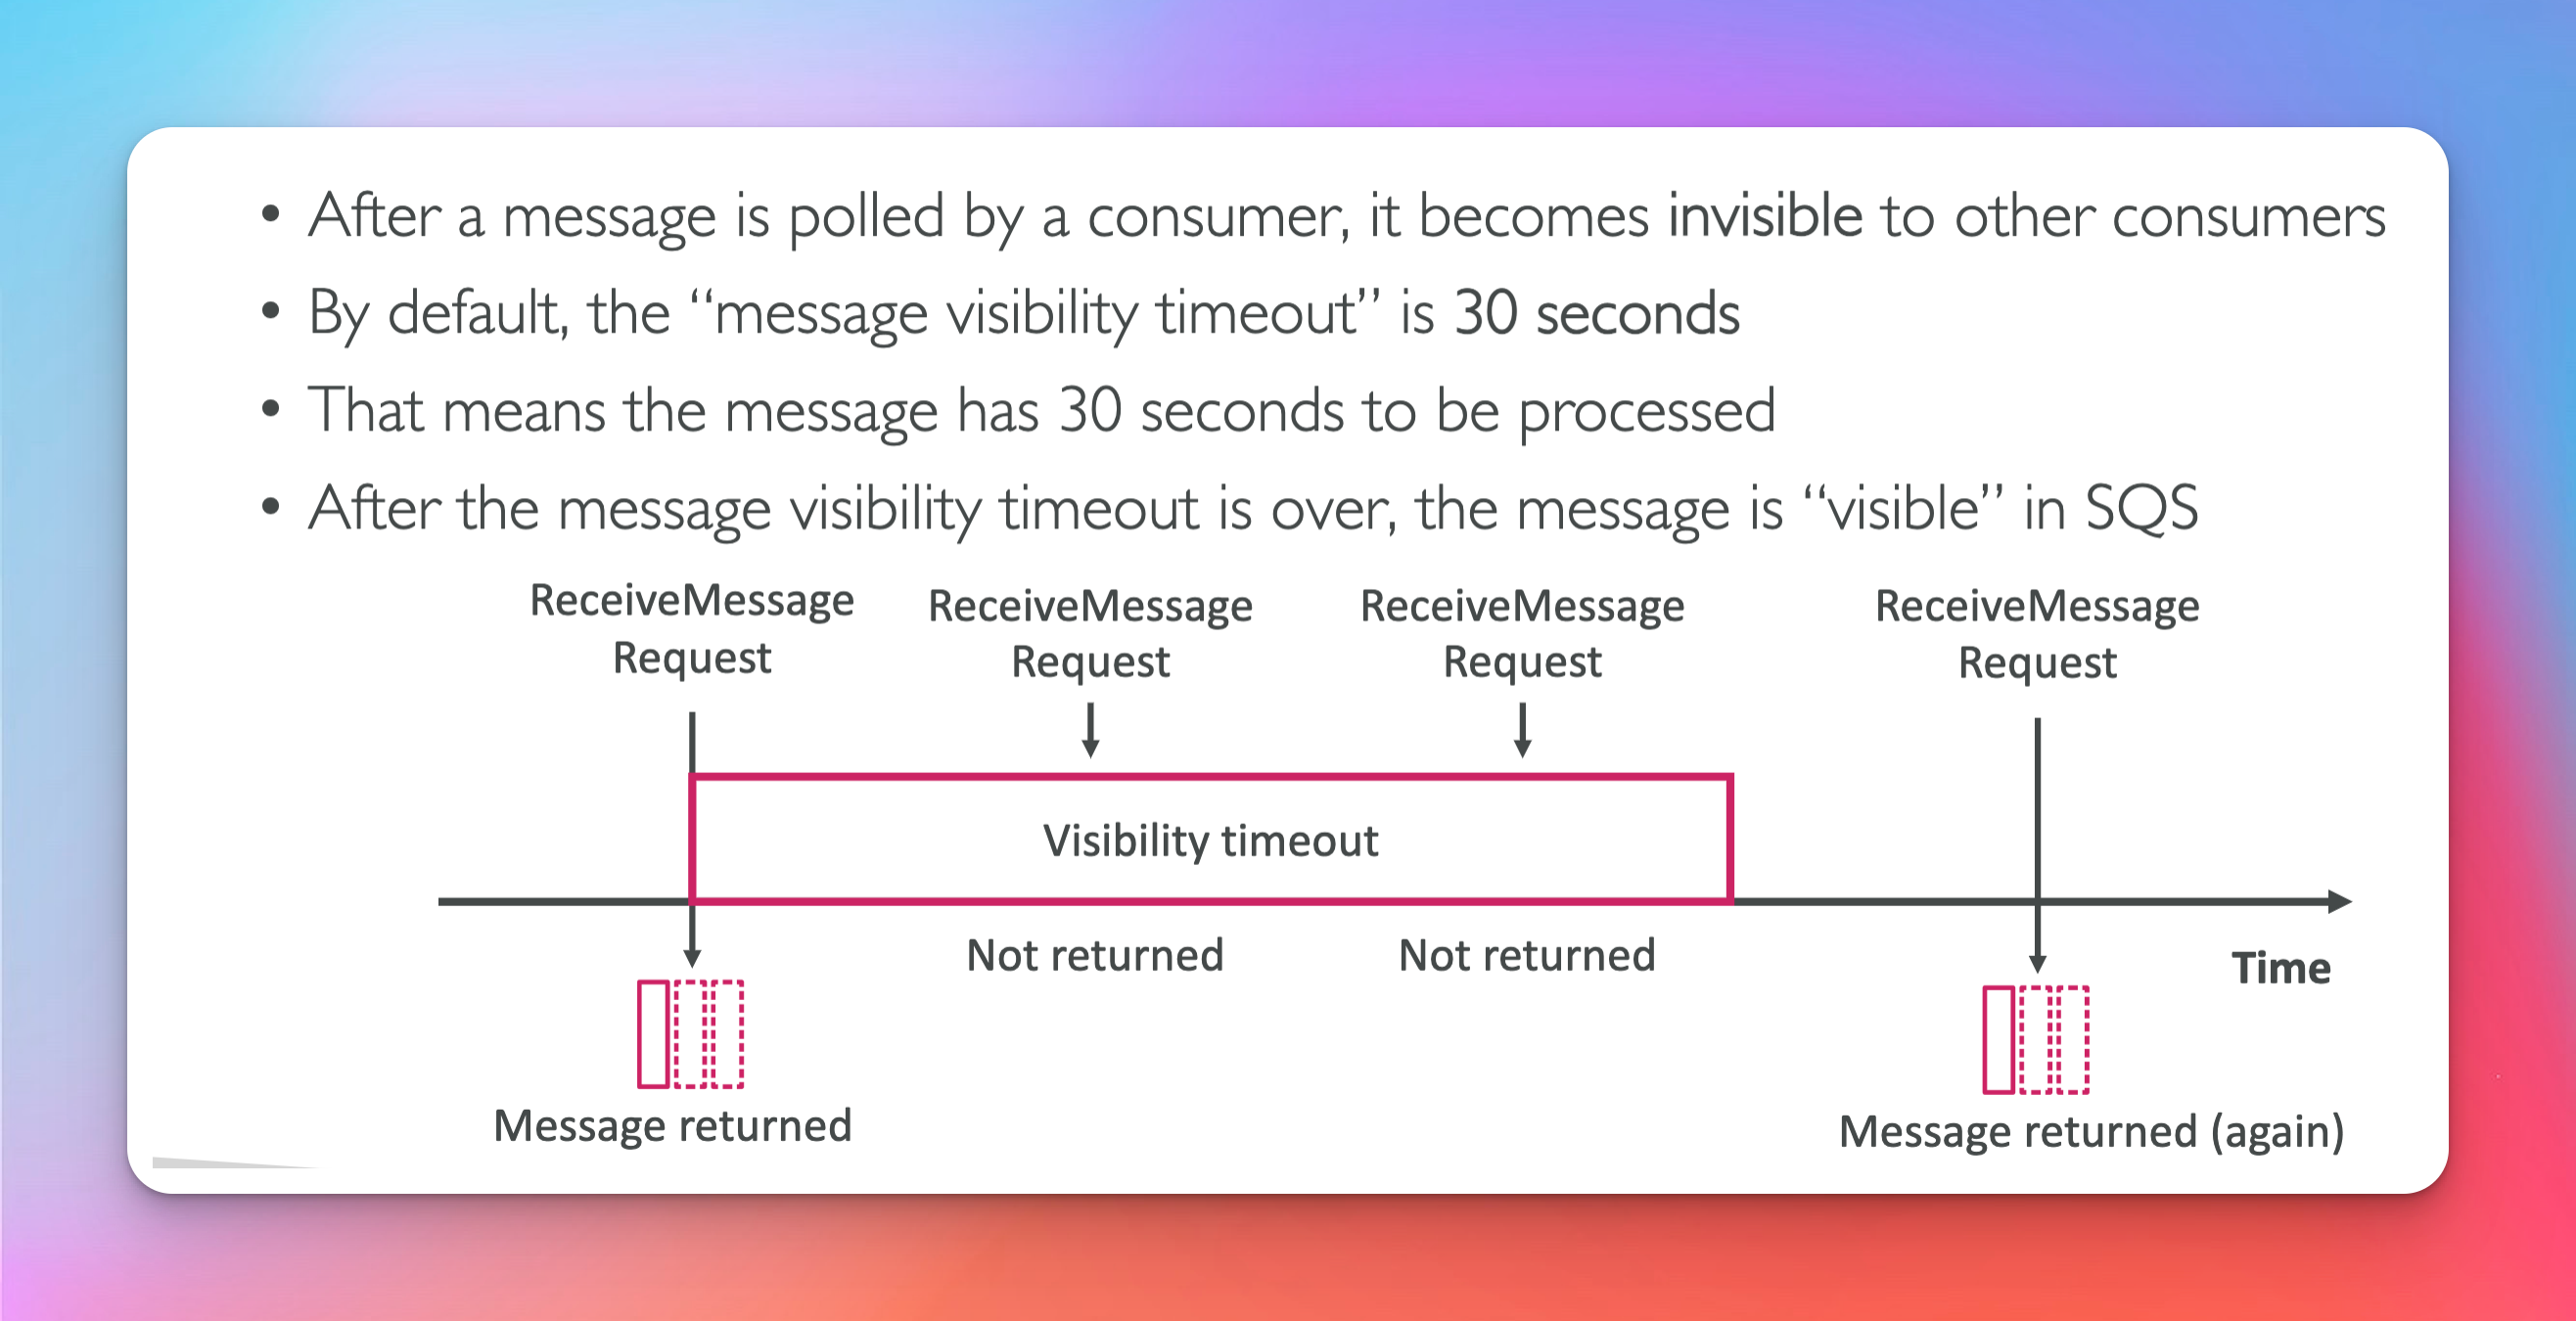 • After a message is polled by a consumer, it becomes invisible to other consumers
• By default, the “message visibility timeout” is 30 seconds
• That means the message has 30 seconds to be processed
• After the message visibility timeout is over, the message is “visible” in SQS
ReceiveMessage
Request
ReceiveMessage
Request
ReceiveMessage
Request
ReceiveMessage
Request
Visibility timeout
Not returned
Not returned
Time
Message returned
Message returned (again)